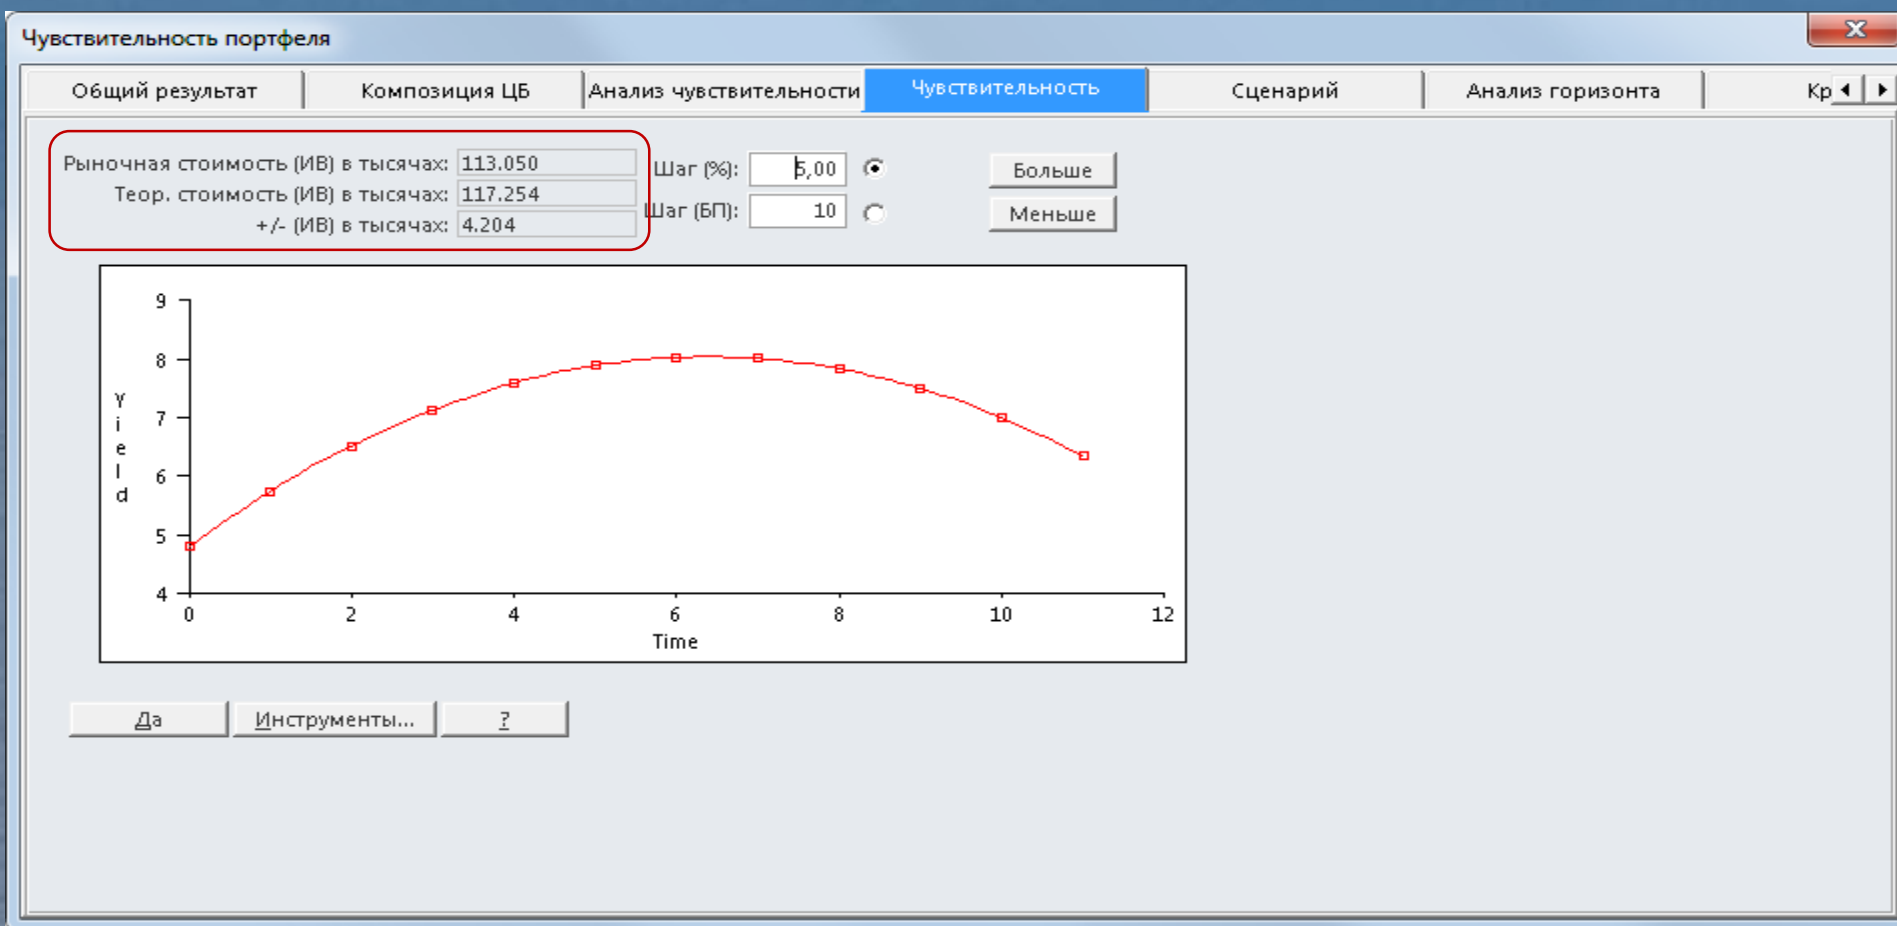 Чувствительность портфеля
x
Общий результат
Композиция ЦБ
Анализ чувствительности
Чувствительность
Сценарий
Анализ горизонта
Кр
Рыночная стоимость (ИВ) в тысячах: 113.050
Теор. стоимость (ИВ) в тысячах: 117.254
+/- (ИВ) в тысячах: 4.204
Шаг (%): 5,00
Шаг (БП): 10
Больше
Меньше
9
8
7
6
5
4
Yield
0 2 4 6 8 10 12
Time
Да
Инструменты...
?